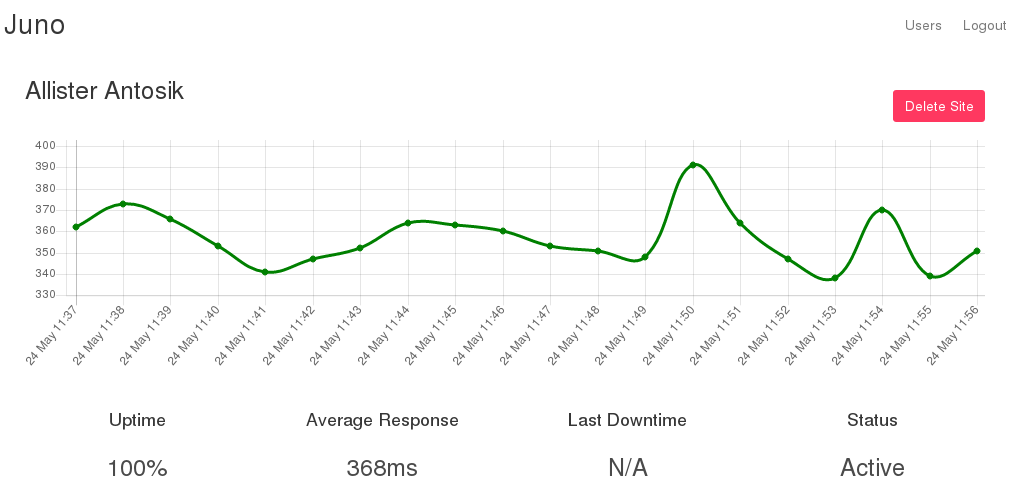 Juno
Users Logout
Allister Antosik
Delete Site
400
390
380
370
360
350
340
330
24 May 11:37
24 May 11:38
24 May 11:39
24 May 11:40
24 May 11:41
24 May 11:42
24 May 11:43
24 May 11:44
24 May 11:45
24 May 11:46
24 May 11:47
24 May 11:48
24 May 11:49
24 May 11:50
24 May 11:51
24 May 11:52
24 May 11:53
24 May 11:54
24 May 11:55
24 May 11:56
Uptime Average Response Last Downtime Status
100% 368ms N/A Active